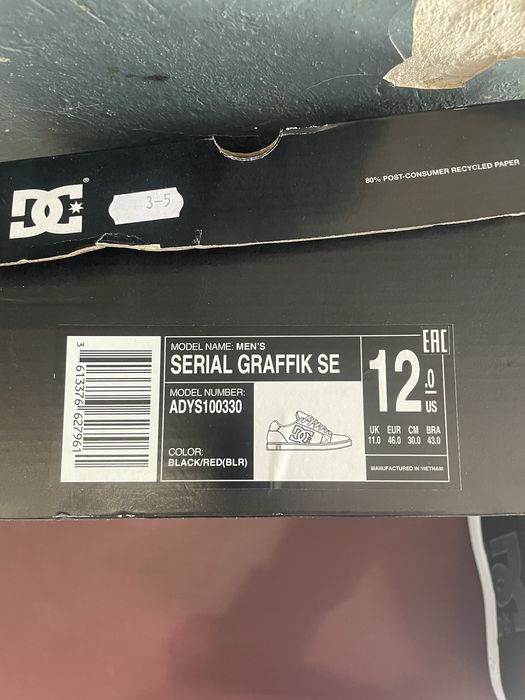 DC®
3-5
80% POST-CONSUMER RECYCLED PAPER
3 613376 627961
MODEL NAME: MEN'S
SERIAL GRAFFIK SE
MODEL NUMBER:
ADYS100330
COLOR:
BLACK/RED(BLR)
DC
EAC
12.0
US
UK EUR CM BRA
11.0 46.0 30.0 43.0
MANUFACTURED IN VIETNAM